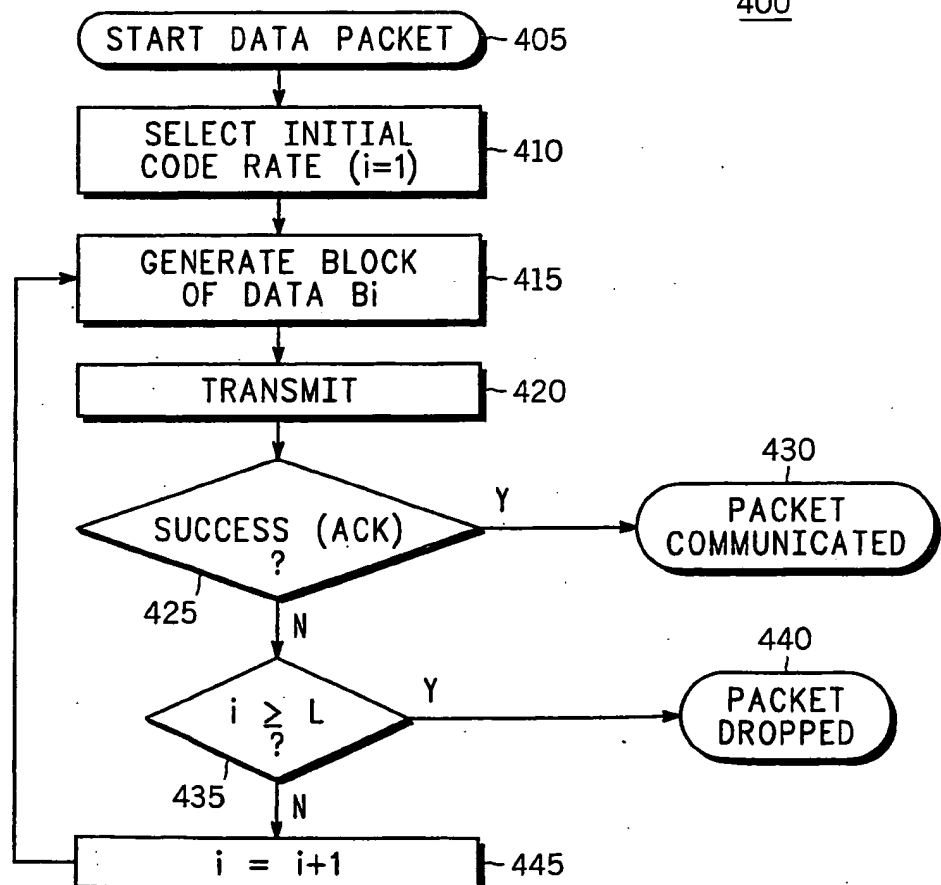 400
START DATA PACKET
405
SELECT INITIAL
CODE RATE (i=1)
410
GENERATE BLOCK
OF DATA Bi
415
TRANSMIT
420
SUCCESS (ACK)
?
425
Y
430
PACKET
COMMUNICATED
N
i ≥ L
?
435
Y
440
PACKET
DROPPED
N
i = i+1
445